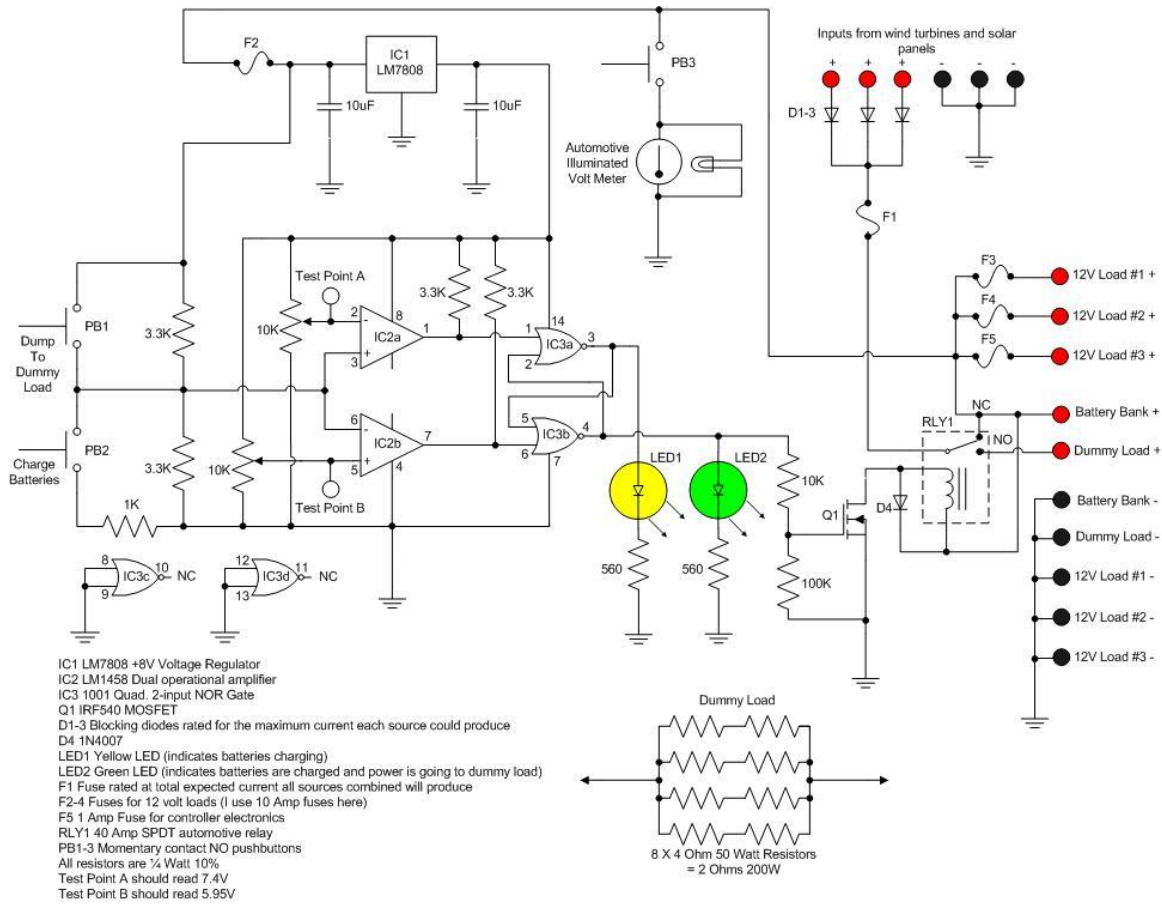 F2
IC1
LM7808
10uF
10uF
PB3
Automotive
Illuminated
Volt Meter
Inputs from wind turbines and solar
panels
+ + + - - -
D1-3
F1
F3
12V Load #1 +
F4
12V Load #2 +
F5
12V Load #3 +
Battery Bank +
NC
RLY1
NO
Dummy Load +
Battery Bank -
Dummy Load -
12V Load #1 -
12V Load #2 -
12V Load #3 -
PB1
Dump
To
Dummy
Load
PB2
Charge
Batteries
3.3K
3.3K
1K
10K
10K
Test Point A
Test Point B
2
-
8
IC2a
1
+
3
6
-
IC2b
7
5
+
4
3.3K
3.3K
14
1
IC3a
3
2
5
IC3b
4
6
7
LED1
LED2
560
560
10K
100K
Q1
D4
8
IC3c
10
NC
9
12
IC3d
11
NC
13
IC1 LM7808 +8V Voltage Regulator
IC2 LM1458 Dual operational amplifier
IC3 1001 Quad. 2-input NOR Gate
Q1 IRF540 MOSFET
D1-3 Blocking diodes rated for the maximum current each source could produce
D4 1N4007
LED1 Yellow LED (indicates batteries charging)
LED2 Green LED (indicates batteries are charged and power is going to dummy load)
F1 Fuse rated at total expected current all sources combined will produce
F2-4 Fuses for 12 volt loads (I use 10 Amp fuses here)
F5 1 Amp Fuse for controller electronics
RLY1 40 Amp SPDT automotive relay
PB1-3 Momentary contact NO pushbuttons
All resistors are ¼ Watt 10%
Test Point A should read 7.4V
Test Point B should read 5.95V
Dummy Load
8 X 4 Ohm 50 Watt Resistors
= 2 Ohms 200W